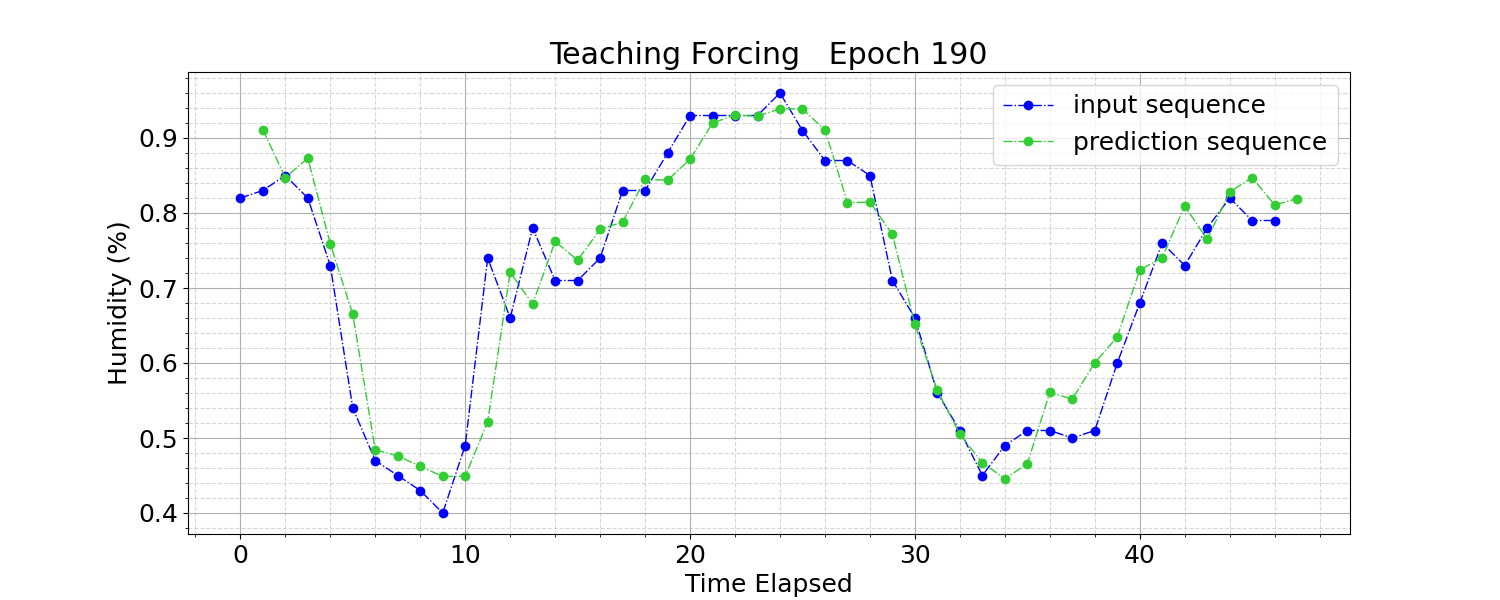 Teaching Forcing   Epoch 190
input sequence
prediction sequence
Humidity (%)
0.9
0.8
0.7
0.6
0.5
0.4
0 10 20 30 40
Time Elapsed